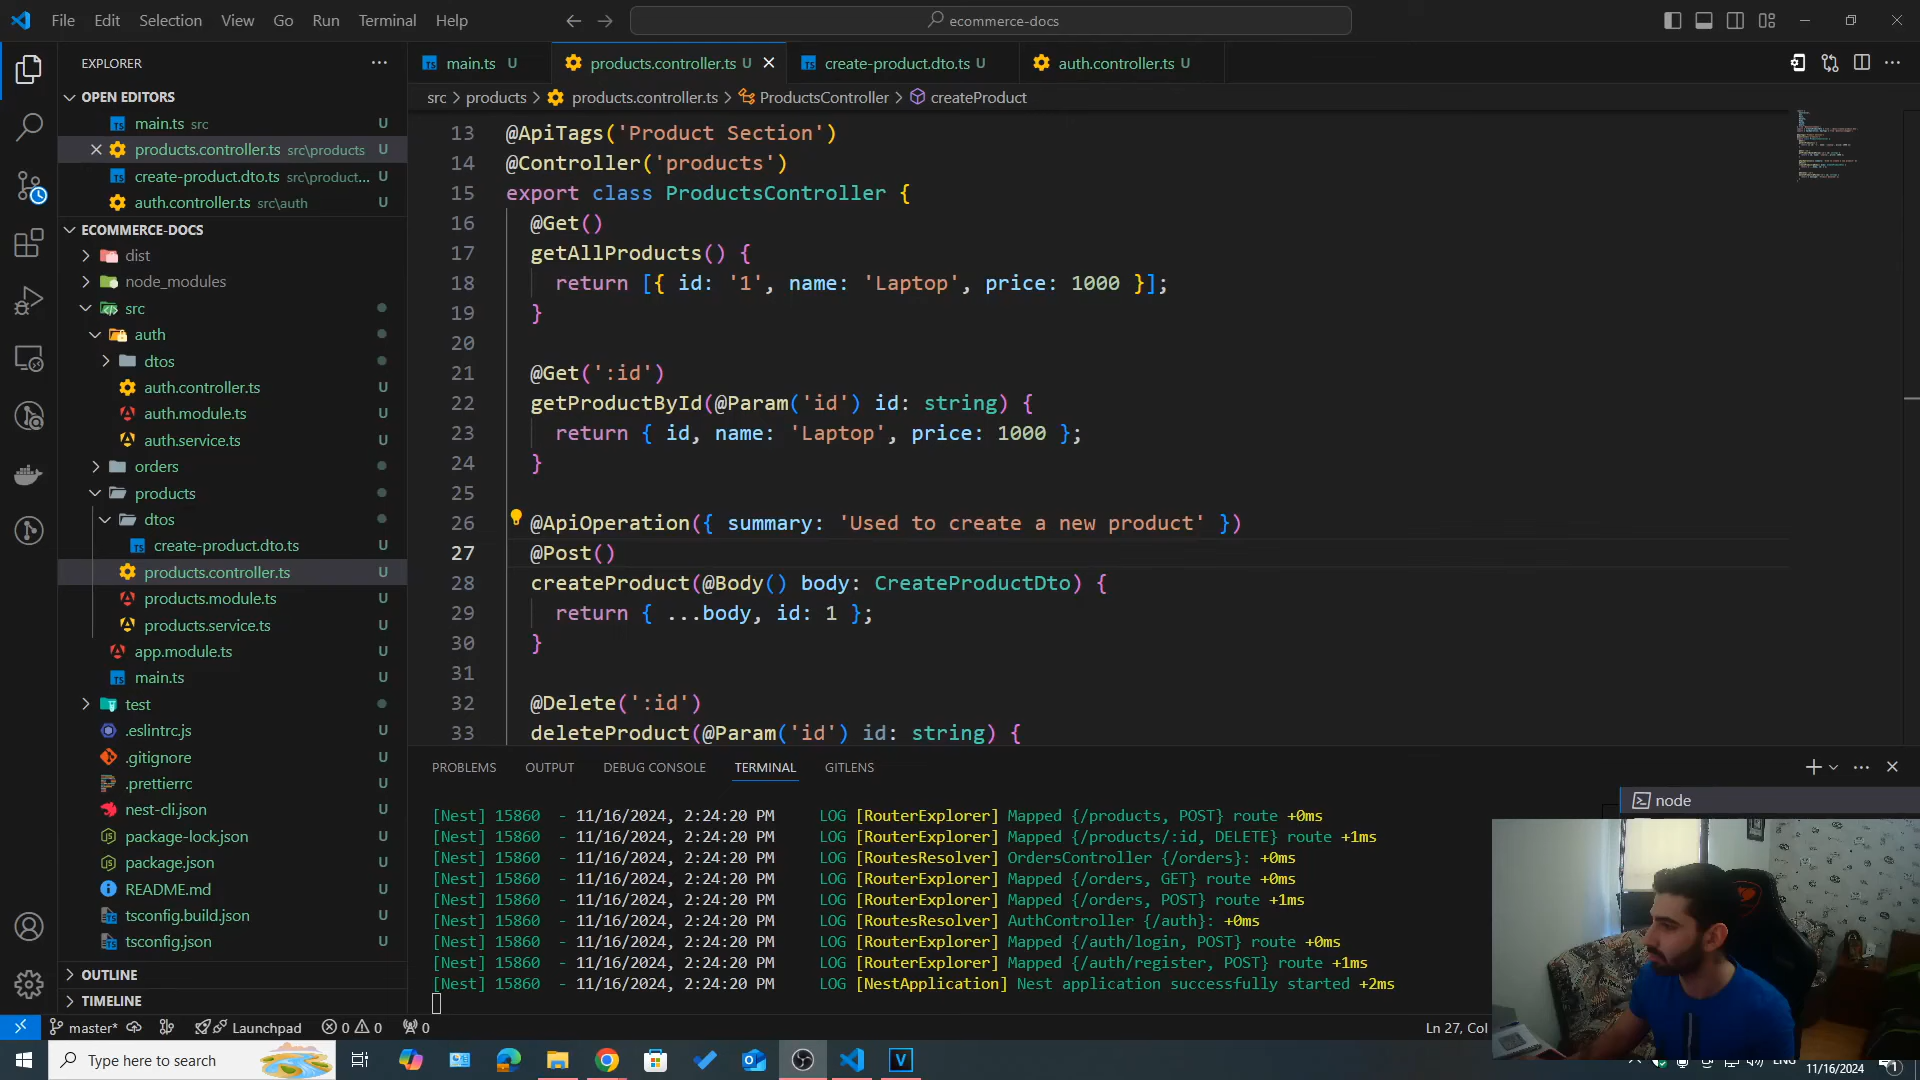 File Edit Selection View Go Run Terminal Help
ecommerce-docs
EXPLORER
OPEN EDITORS
main.ts src U
products.controller.ts src\products U
create-product.dto.ts src\product... U
auth.controller.ts src\auth U
ECOMMERCE-DOCS
dist
node_modules
src
auth
dtos
auth.controller.ts U
auth.module.ts U
auth.service.ts U
orders
products
dtos
create-product.dto.ts U
products.controller.ts U
products.module.ts U
products.service.ts U
app.module.ts U
main.ts U
test
.eslintrc.js U
.gitignore U
.prettierrc U
nest-cli.json U
package-lock.json U
package.json U
README.md U
tsconfig.build.json U
tsconfig.json U
OUTLINE
TIMELINE
main.ts U
products.controller.ts U
create-product.dto.ts U
auth.controller.ts U
src > products > products.controller.ts > ProductsController > createProduct
13 @ApiTags('Product Section')
14 @Controller('products')
15 export class ProductsController {
16 @Get()
17 getAllProducts() {
18 return [{ id: '1', name: 'Laptop', price: 1000 }];
19 }
20
21 @Get(':id')
22 getProductById(@Param('id') id: string) {
23 return { id, name: 'Laptop', price: 1000 };
24 }
25
26 @ApiOperation({ summary: 'Used to create a new product' })
27 @Post()
28 createProduct(@Body() body: CreateProductDto) {
29 return { ...body, id: 1 };
30 }
31
32 @Delete(':id')
33 deleteProduct(@Param('id') id: string) {
PROBLEMS OUTPUT DEBUG CONSOLE TERMINAL GITLENS
node
[Nest] 15860 - 11/16/2024, 2:24:20 PM LOG [RouterExplorer] Mapped {/products, POST} route +0ms
[Nest] 15860 - 11/16/2024, 2:24:20 PM LOG [RouterExplorer] Mapped {/products/:id, DELETE} route +1ms
[Nest] 15860 - 11/16/2024, 2:24:20 PM LOG [RoutesResolver] OrdersController {/orders}: +0ms
[Nest] 15860 - 11/16/2024, 2:24:20 PM LOG [RouterExplorer] Mapped {/orders, GET} route +0ms
[Nest] 15860 - 11/16/2024, 2:24:20 PM LOG [RouterExplorer] Mapped {/orders, POST} route +1ms
[Nest] 15860 - 11/16/2024, 2:24:20 PM LOG [RoutesResolver] AuthController {/auth}: +0ms
[Nest] 15860 - 11/16/2024, 2:24:20 PM LOG [RouterExplorer] Mapped {/auth/login, POST} route +0ms
[Nest] 15860 - 11/16/2024, 2:24:20 PM LOG [RouterExplorer] Mapped {/auth/register, POST} route +1ms
[Nest] 15860 - 11/16/2024, 2:24:20 PM LOG [NestApplication] Nest application successfully started +2ms
master* Launchpad 0 0 0 Ln 27, Col
Type here to search
11/16/2024